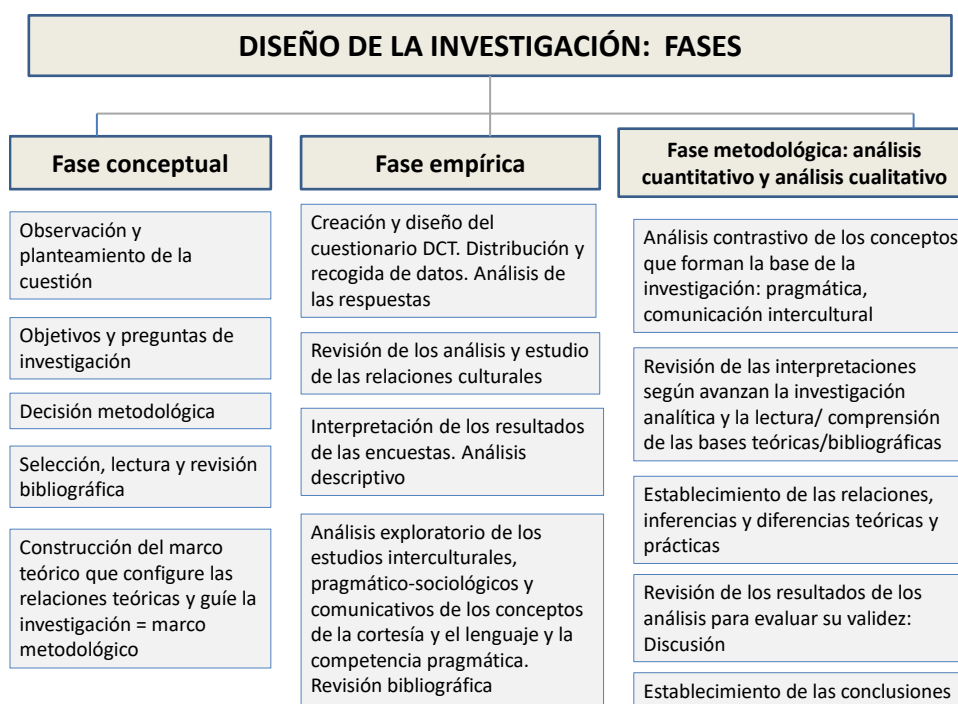 DISEÑO DE LA INVESTIGACIÓN: FASES
Fase conceptual
Observación y
planteamiento de la
cuestión
Objetivos y preguntas de
investigación
Decisión metodológica
Selección, lectura y revisión
bibliográfica
Construcción del marco
teórico que configure las
relaciones teóricas y guíe la
investigación = marco
metodológico
Fase empírica
Creación y diseño del
cuestionario DCT. Distribución y
recogida de datos. Análisis de
las respuestas
Revisión de los análisis y estudio
de las relaciones culturales
Interpretación de los resultados
de las encuestas. Análisis
descriptivo
Análisis exploratorio de los
estudios interculturales,
pragmático-sociológicos y
comunicativos de los conceptos
de la cortesía y el lenguaje y la
competencia pragmática.
Revisión bibliográfica
Fase metodológica: análisis
cuantitativo y análisis cualitativo
Análisis contrastivo de los conceptos
que forman la base de la
investigación: pragmática,
comunicación intercultural
Revisión de las interpretaciones
según avanzan la investigación
analítica y la lectura/ comprensión
de las bases teóricas/bibliográficas
Establecimiento de las relaciones,
inferencias y diferencias teóricas y
prácticas
Revisión de los resultados de los
análisis para evaluar su validez:
Discusión
Establecimiento de las conclusiones